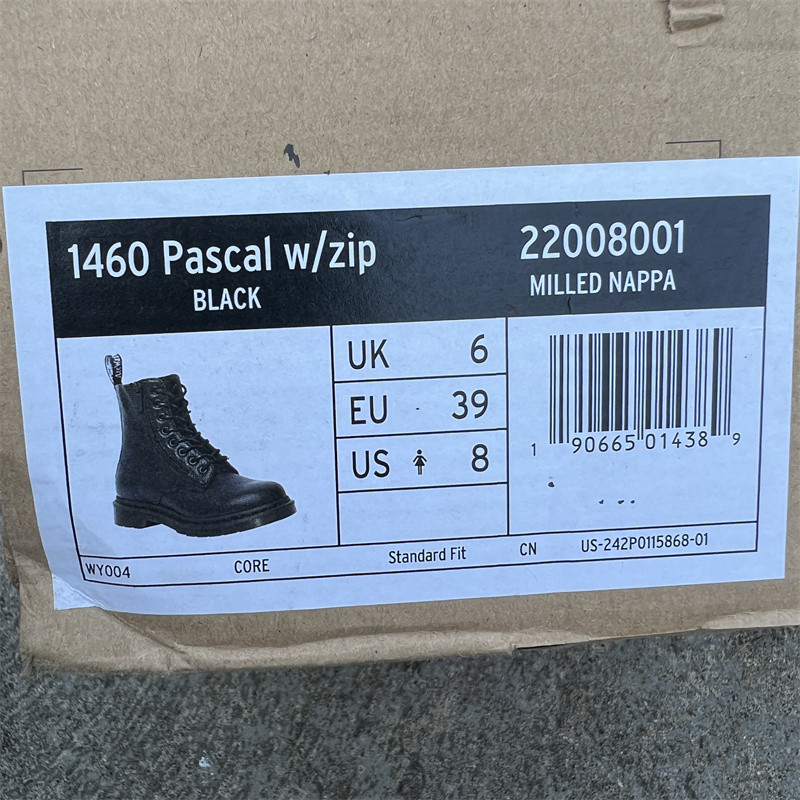 1460 Pascal w/zip
BLACK
22008001
MILLED NAPPA
UK 6
EU 39
US 8
1 90665 01438 9
WY004
CORE
Standard Fit
CN
US-242P0115868-01